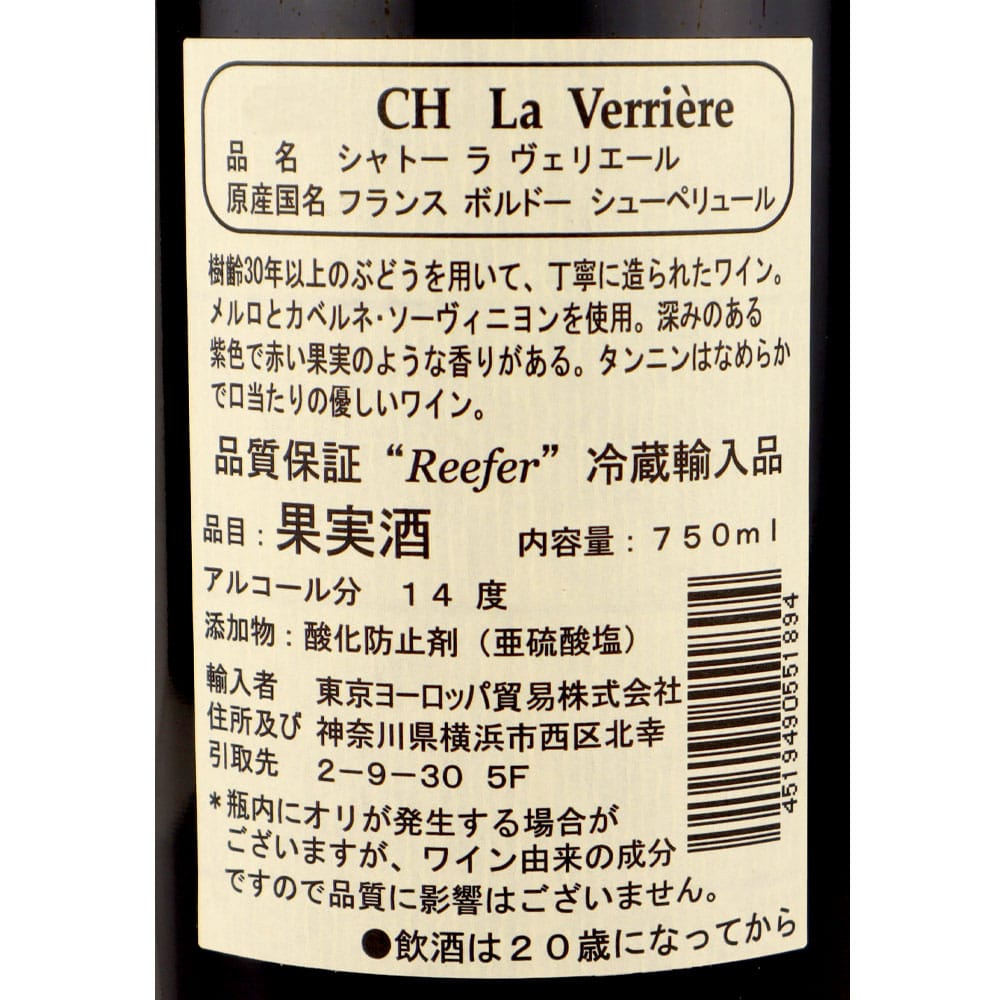 CH La Verrière
品 名 シャトー ラ ヴェリエール
原産国名 フランス ボルドー シューペリュール
樹齢30年以上のぶどうを用いて、丁寧に造られたワイン。
メルロとカベルネ・ソーヴィニヨンを使用。深みのある
紫色で赤い果実のような香りがある。タンニンはなめらか
で口当たりの優しいワイン。
品質保証 “Reefer” 冷蔵輸入品
品目：果実酒 内容量：７５０ｍｌ
アルコール分 １４ 度
添加物：酸化防止剤（亜硫酸塩）
輸入者 東京ヨーロッパ貿易株式会社
住所及び 神奈川県横浜市西区北幸
引取先 2−9−30 5F
＊瓶内にオリが発生する場合が
ございますが、ワイン由来の成分
ですので品質に影響はございません。
●飲酒は２０歳になってから
4519490551894